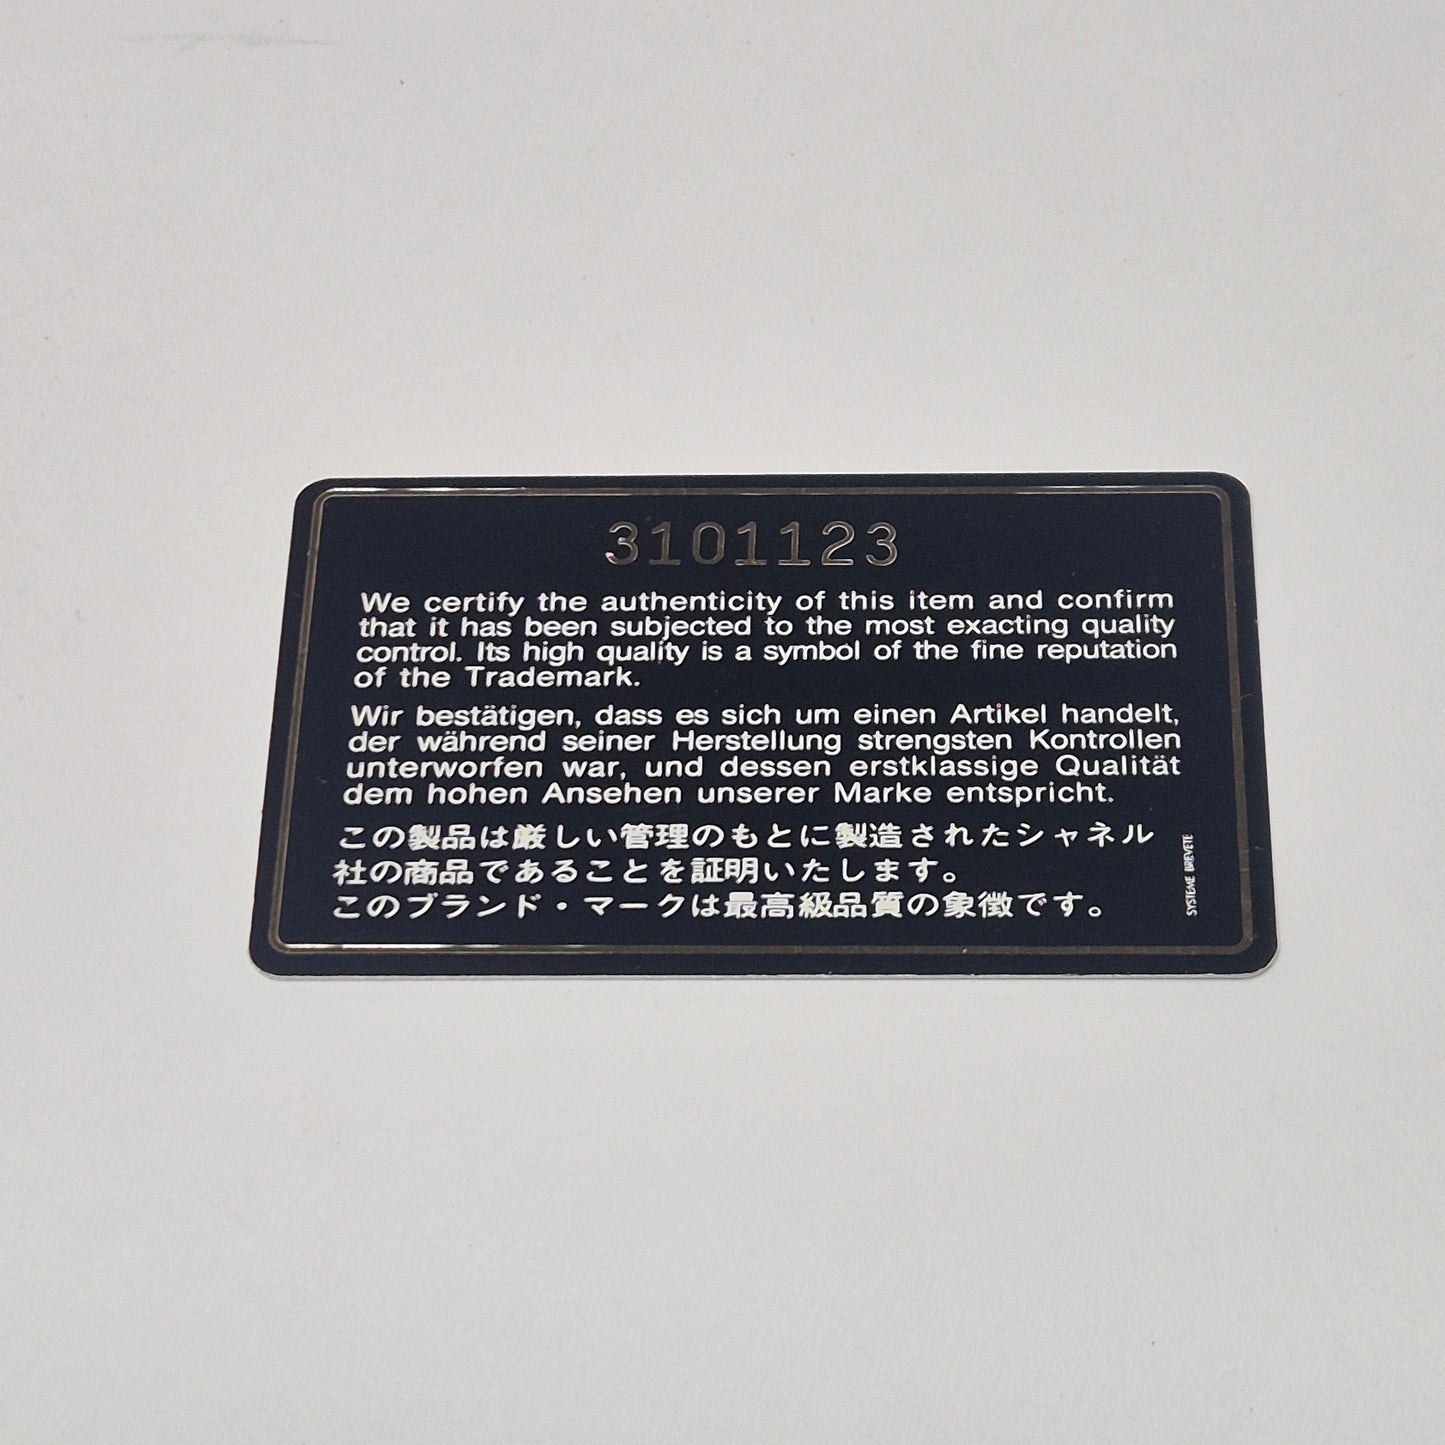 3101123
We certify the authenticity of this item and confirm
that it has been subjected to the most exacting quality
control. Its high quality is a symbol of the fine reputation
of the Trademark.
Wir bestätigen, dass es sich um einen Artikel handelt,
der während seiner Herstellung strengsten Kontrollen
unterworfen war, und dessen erstklassige Qualität
dem hohen Ansehen unserer Marke entspricht.
この製品は厳しい管理のもとに製造されたシャネル
社の商品であることを証明いたします。
このブランド・マークは最高級品質の象徴です。
SYSTEME BREVETE